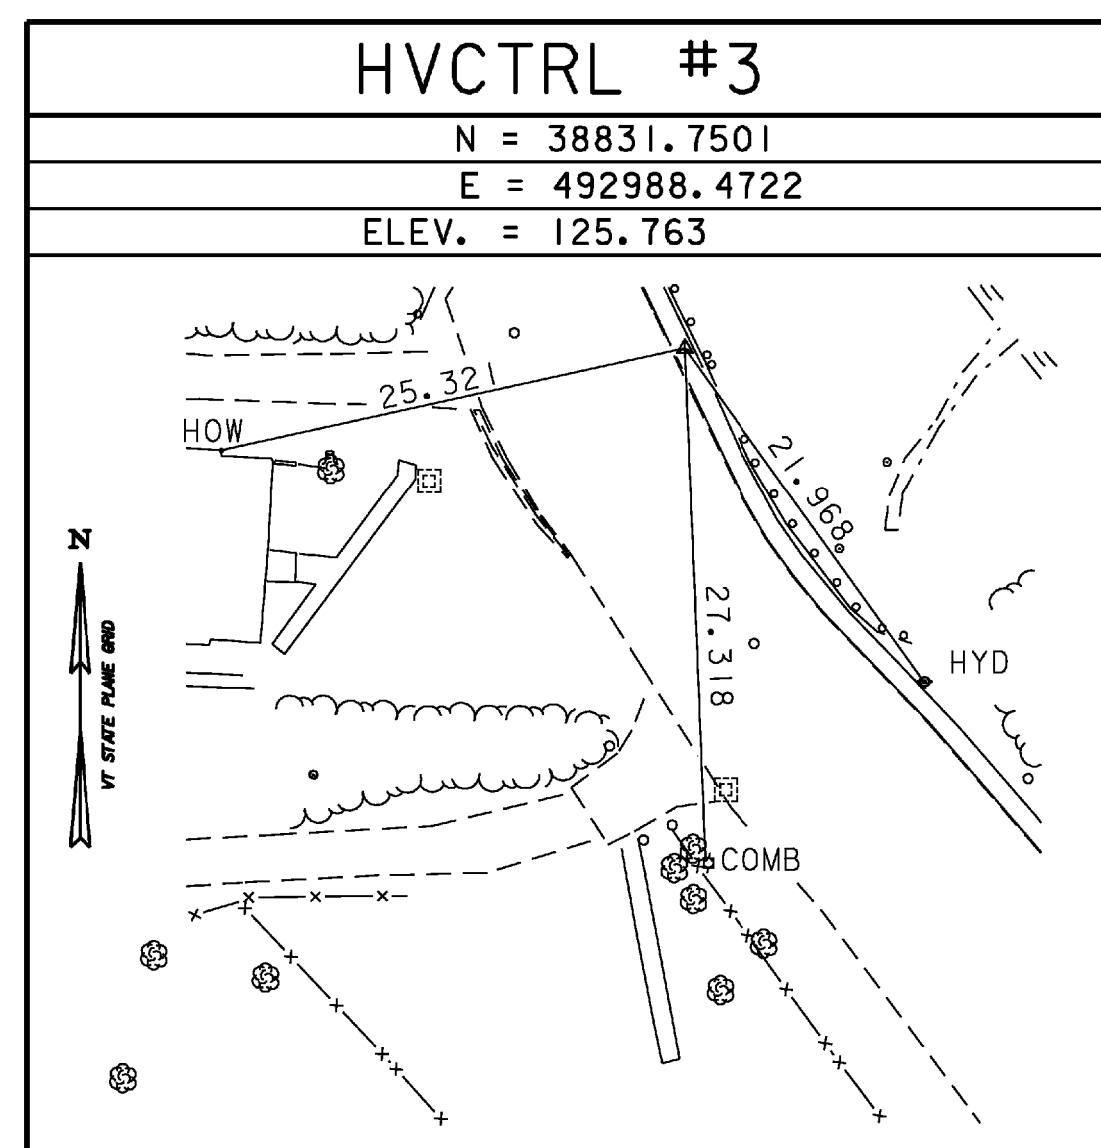 HVCTRL #3
N = 38831.7501
E = 492988.4722
ELEV. = 125.763
25.321
HOW
21.968
N
VT STATE PLANE GRID
27.318
HYD
COMB